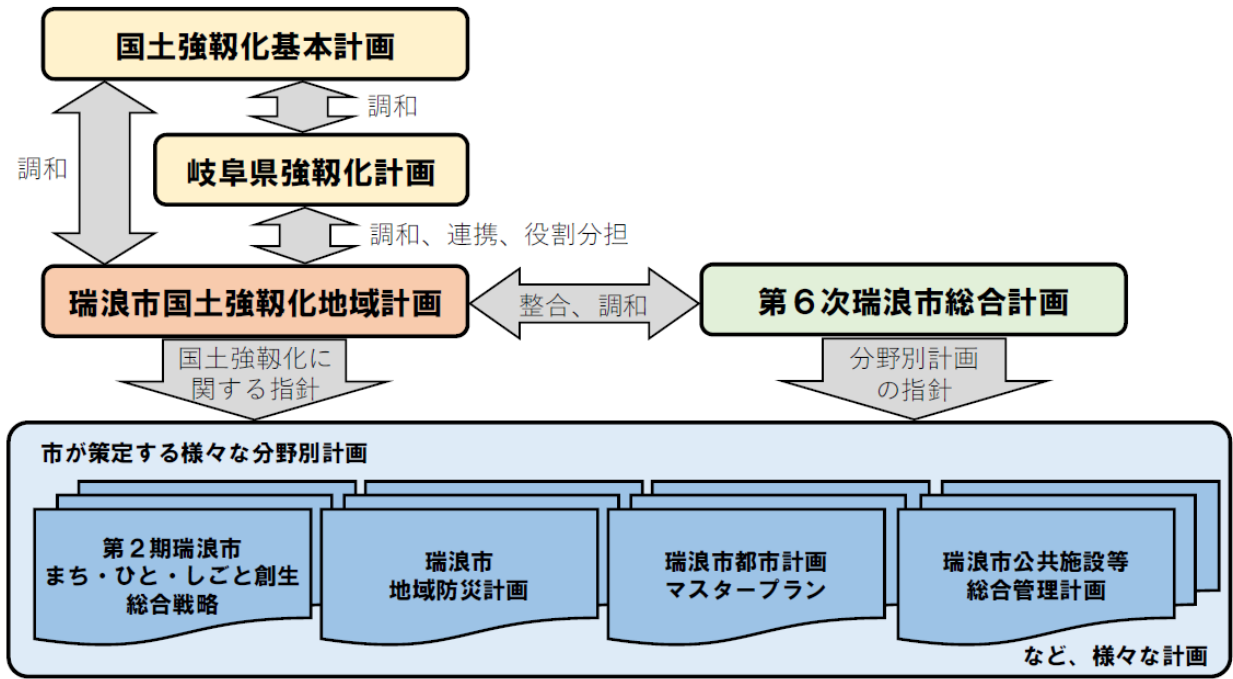 国土強靱化基本計画
調和
調和
岐阜県強靱化計画
調和、連携、役割分担
瑞浪市国土強靱化地域計画
整合、調和
第６次瑞浪市総合計画
国土強靱化に
関する指針
分野別計画
の指針
市が策定する様々な分野別計画
第２期瑞浪市
まち・ひと・しごと創生
総合戦略
瑞浪市
地域防災計画
瑞浪市都市計画
マスタープラン
瑞浪市公共施設等
総合管理計画
など、様々な計画